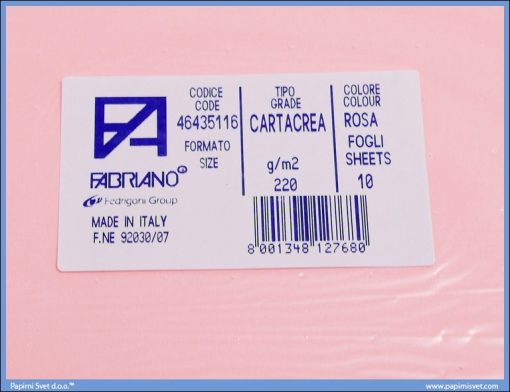 CODICE
CODE
46435116
FORMATO
SIZE
TIPO
GRADE
CARTACREA
g/m2
220
COLORE
COLOUR
ROSA
FOGLI
SHEETS
10
FABRIANO
Fedrigoni Group
MADE IN ITALY
F.NE 92030/07
8 001348 127680
Papirni Svet d.o.o.™
www.papirnisvet.com